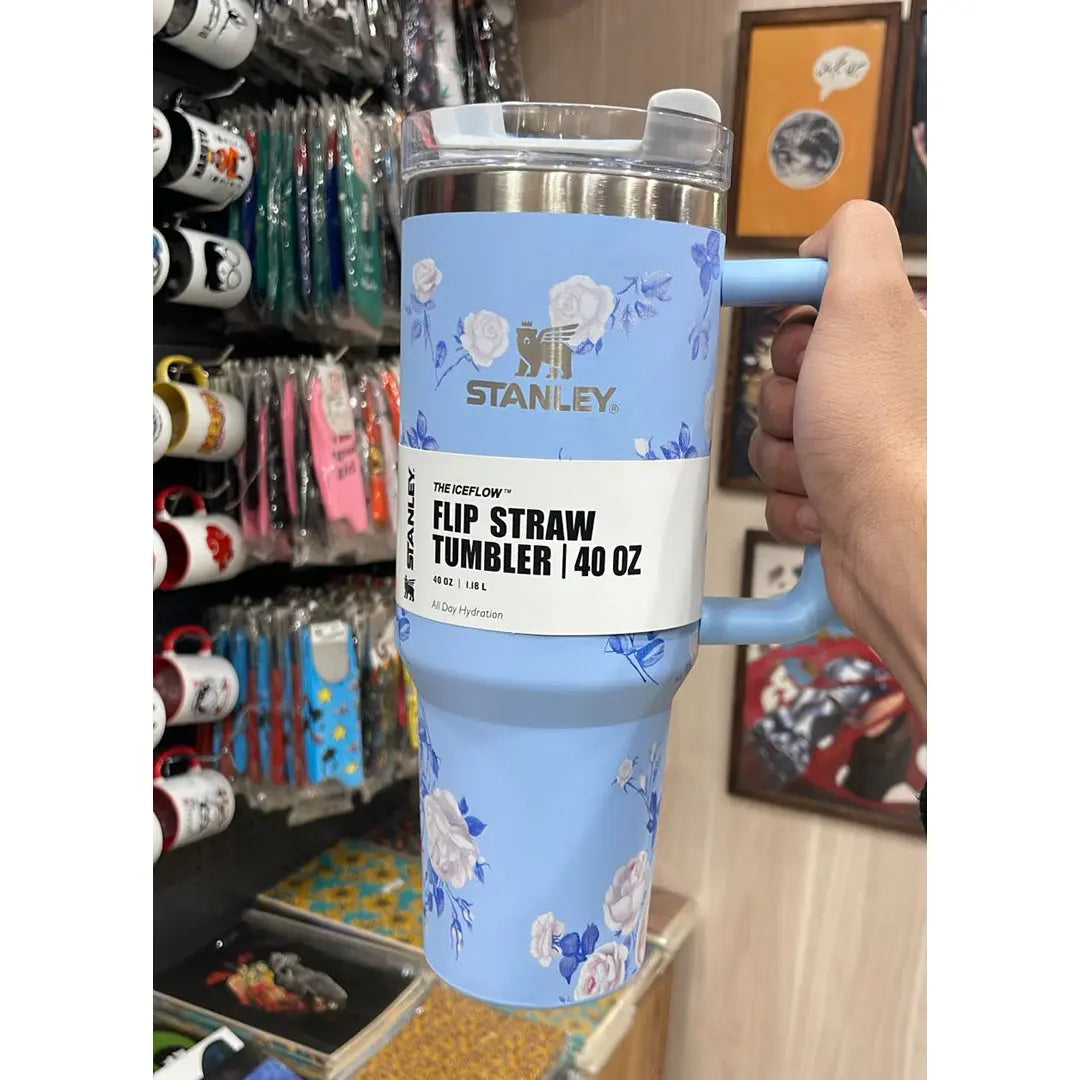 STANLEY®
STANLEY
THE ICEFLOW™
FLIP STRAW
TUMBLER | 40 OZ
40 OZ | 1.18 L
All Day Hydration